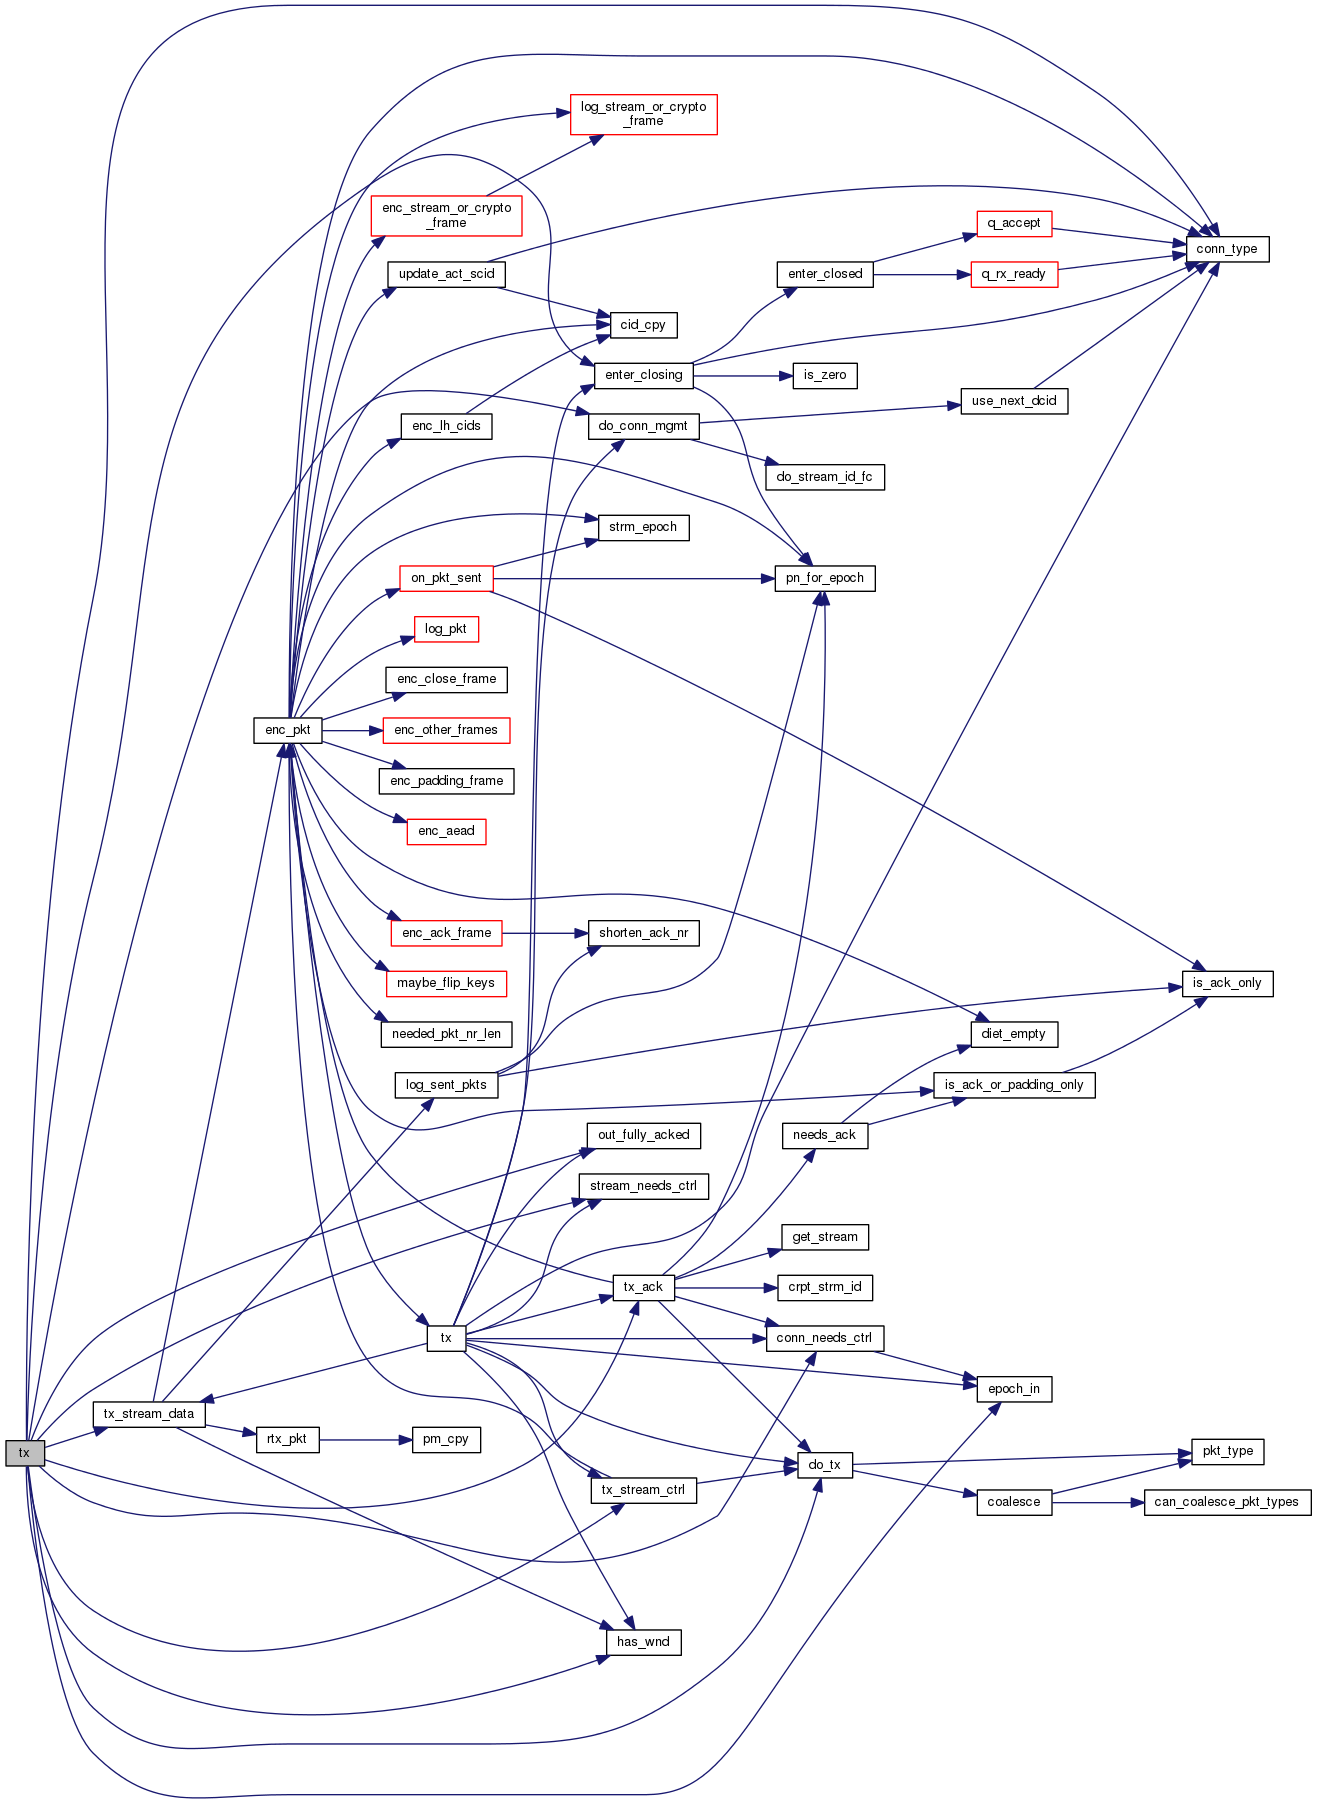 log_stream_or_crypto
_frame
enc_stream_or_crypto
_frame
q_accept
conn_type
update_act_scid
enter_closed
q_rx_ready
cid_cpy
enter_closing
is_zero
use_next_dcid
enc_lh_cids
do_conn_mgmt
do_stream_id_fc
strm_epoch
on_pkt_sent
pn_for_epoch
log_pkt
enc_close_frame
enc_pkt
enc_other_frames
enc_padding_frame
enc_aead
enc_ack_frame
shorten_ack_nr
maybe_flip_keys
is_ack_only
needed_pkt_nr_len
diet_empty
log_sent_pkts
is_ack_or_padding_only
out_fully_acked
needs_ack
stream_needs_ctrl
get_stream
tx_ack
crpt_strm_id
tx
conn_needs_ctrl
epoch_in
tx_stream_data
rtx_pkt
pm_cpy
tx
do_tx
pkt_type
tx_stream_ctrl
coalesce
can_coalesce_pkt_types
has_wnd